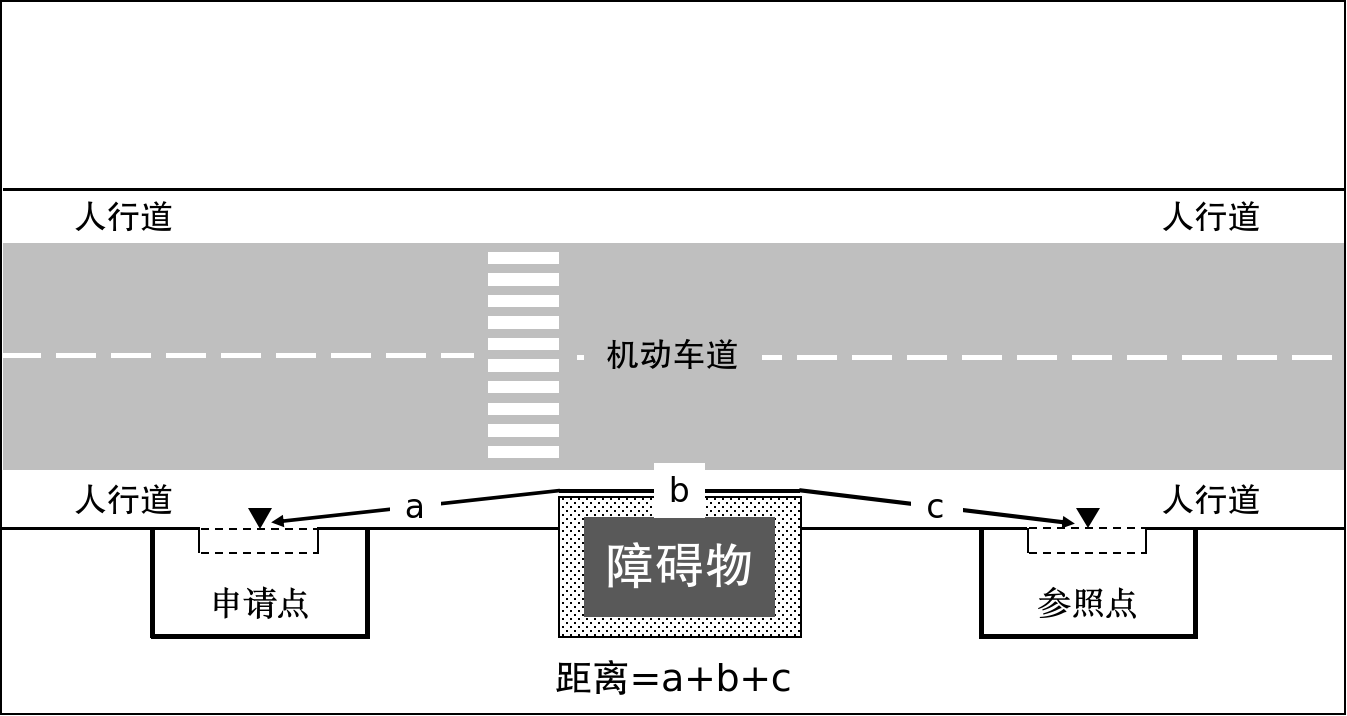 人行道 人行道
机动车道
人行道 a b c 人行道
障碍物
申请点 参照点
距离=a+b+c